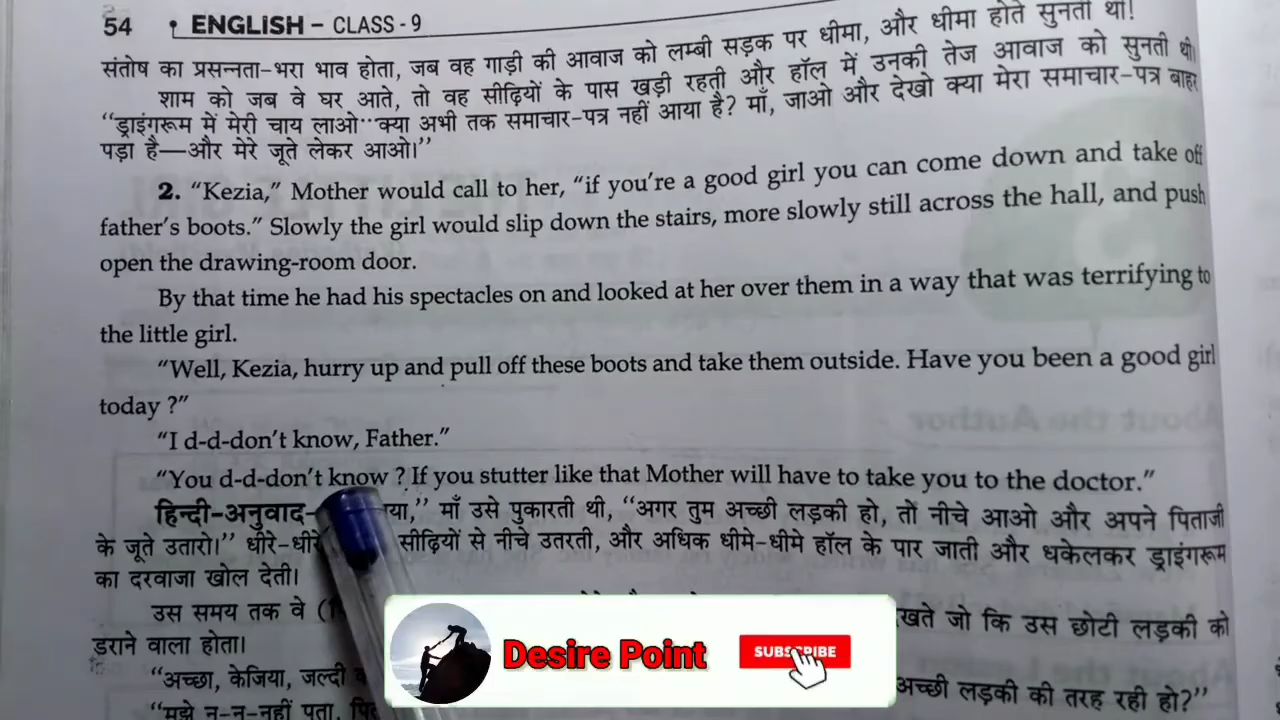 54 ENGLISH – CLASS - 9
संतोष का प्रसन्नता-भरा भाव होता, जब वह गाड़ी की आवाज को लम्बी सड़क पर धीमा, और धीमा होते सुनती थी!
शाम को जब वे घर आते, तो वह सीढ़ियों के पास खड़ी रहती और हॉल में उनकी तेज आवाज को सुनती थी
“ड्राइंगरूम में मेरी चाय लाओ…क्या अभी तक समाचार-पत्र नहीं आया है? माँ, जाओ और देखो क्या मेरा समाचार-पत्र बाहर
पड़ा है—और मेरे जूते लेकर आओ।”
2. “Kezia,” Mother would call to her, “if you’re a good girl you can come down and take off
father’s boots.” Slowly the girl would slip down the stairs, more slowly still across the hall, and push
open the drawing-room door.
By that time he had his spectacles on and looked at her over them in a way that was terrifying to
the little girl.
“Well, Kezia, hurry up and pull off these boots and take them outside. Have you been a good girl
today ?”
“I d-d-don’t know, Father.”
“You d-d-don’t know ? If you stutter like that Mother will have to take you to the doctor.”
हिन्दी-अनुवाद- या,” माँ उसे पुकारती थी, “अगर तुम अच्छी लड़की हो, तों नीचे आओ और अपने पिताजी
के जूते उतारो।” धीरे-धीरे सीढ़ियों से नीचे उतरती, और अधिक धीमे-धीमे हॉल के पार जाती और धकेलकर ड्राइंगरूम
का दरवाजा खोल देती।
उस समय तक वे खते जो कि उस छोटी लड़की को
डराने वाला होता।
“अच्छा, केजिया, जल्दी अच्छी लड़की की तरह रही हो?”
“मुझे न-न-नहीं पता,
Desire Point
SUBSCRIBE